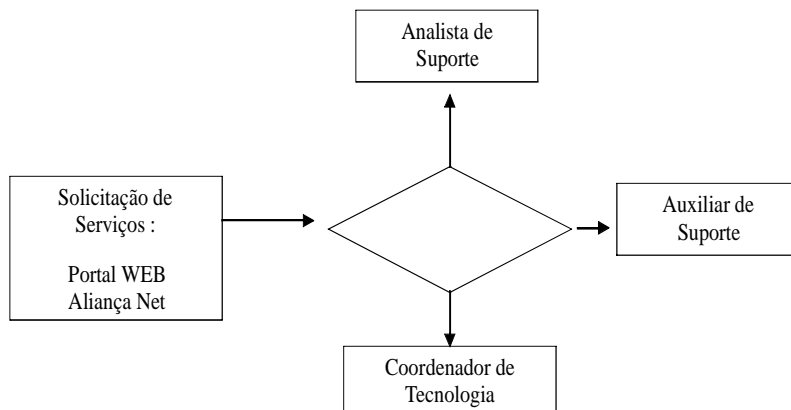 Analista de
Suporte
Solicitação de
Serviços :
Portal WEB
Aliança Net
Auxiliar de
Suporte
Coordenador de
Tecnologia